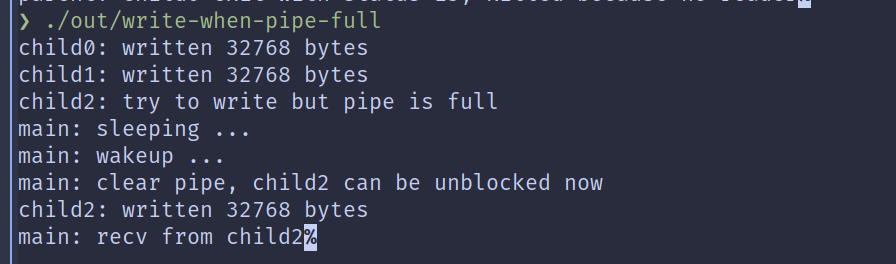 ❯ ./out/write-when-pipe-full
child0: written 32768 bytes
child1: written 32768 bytes
child2: try to write but pipe is full
main: sleeping ...
main: wakeup ...
main: clear pipe, child2 can be unblocked now
child2: written 32768 bytes
main: recv from child2%